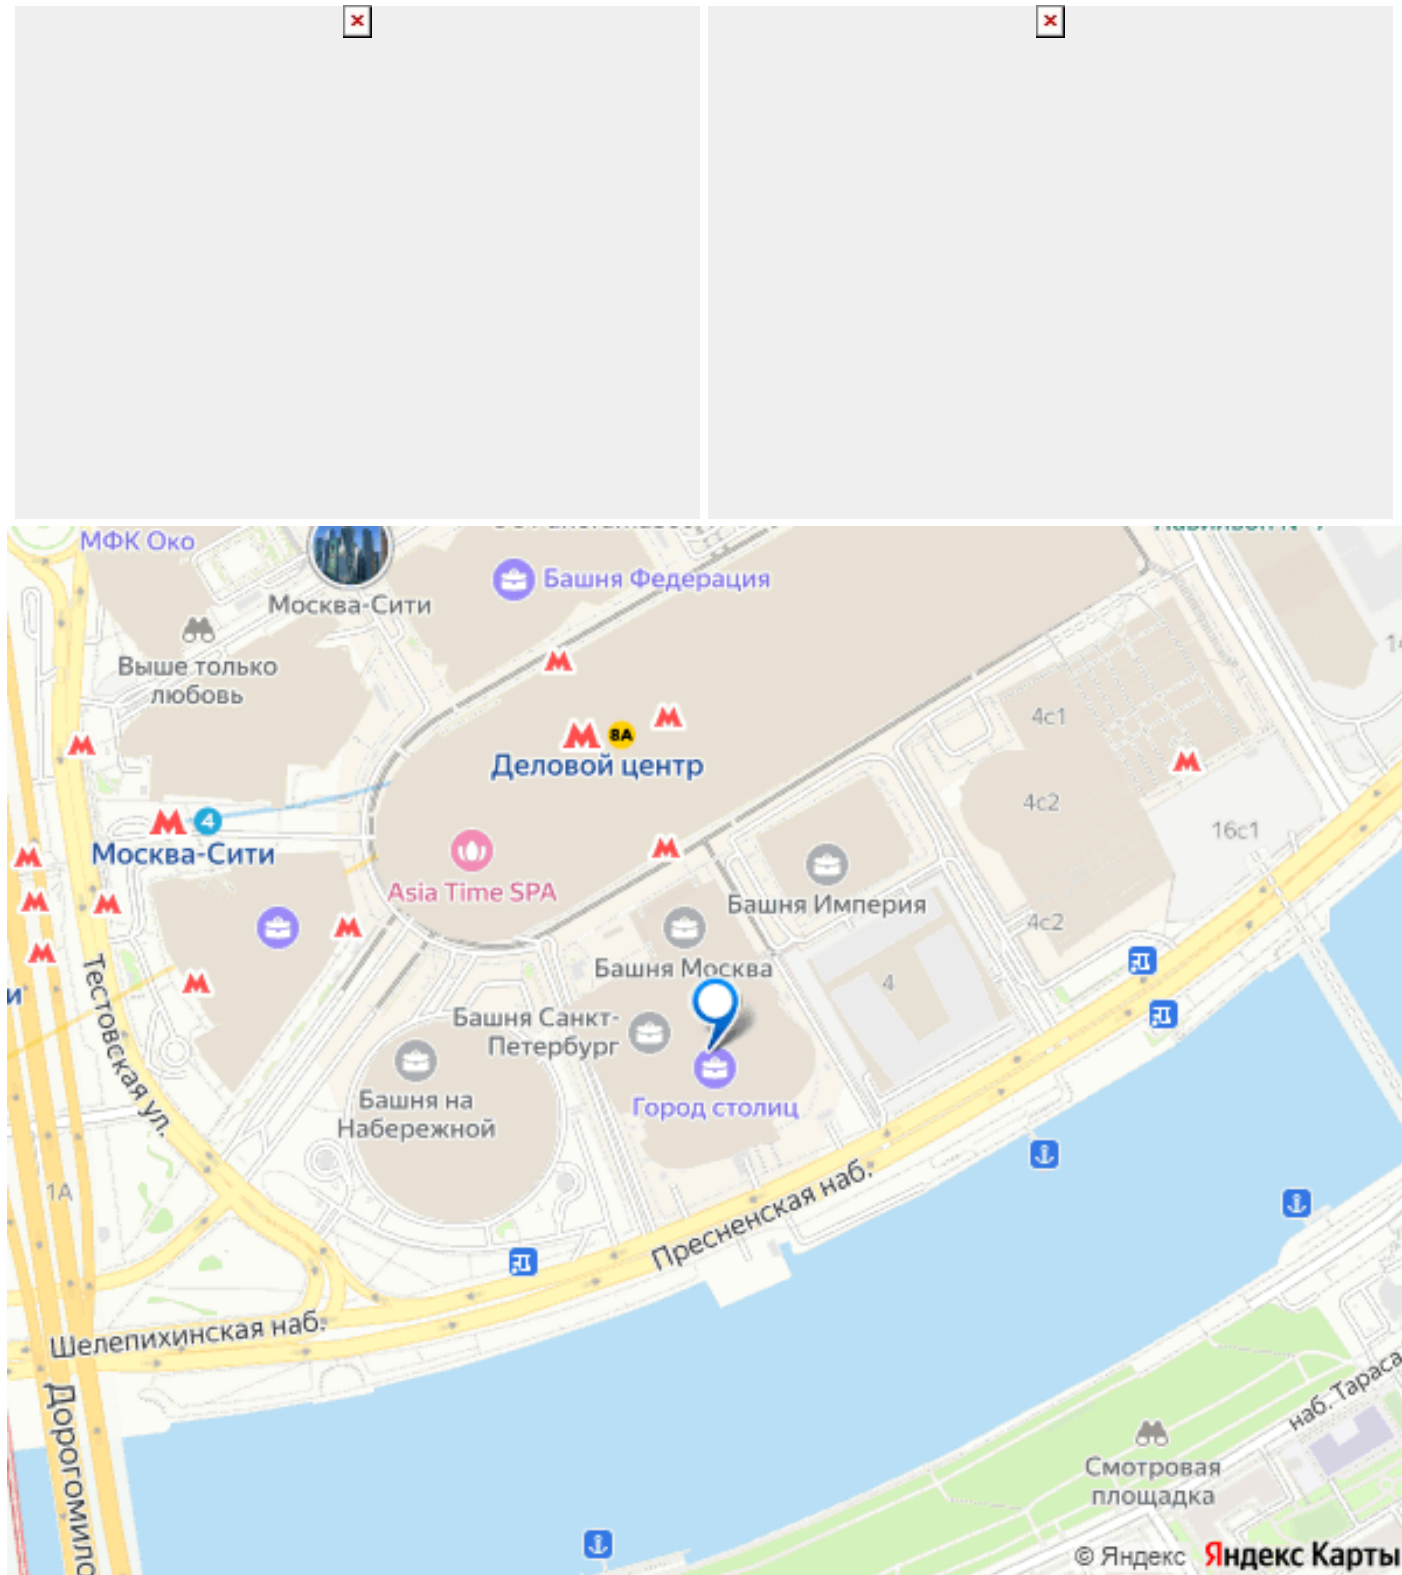 МФК Око
Башня Федерация
Москва-Сити
Выше только
любовь
4с1
8А
Деловой центр
4с2
4
Москва-Сити
16с1
Asia Time SPA
Башня Империя
4с2
Башня Москва
4
и
Тестовская ул.
Башня Санкт-
Петербург
Башня на
Набережной
Город столиц
1А
Пресненская наб.
Шелепихинская наб.
Дорогомило
наб. Тараса
Смотровая
площадка
© Яндекс Яндекс Карты